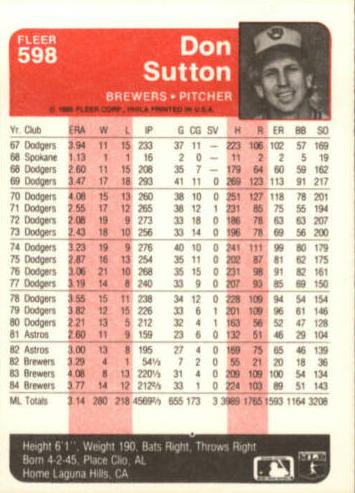 FLEER
598
Don
Sutton
BREWERS • PITCHER
© 1985 FLEER CORP., PHILA PRINTED IN U.S.A.
Yr. Club ERA W L IP G CG SV H R ER BB SO
67 Dodgers 3.94 11 15 233 37 11 — 223 106 102 57 169
68 Spokane 1.13 1 1 16 2 0 — 11 2 2 5 19
68 Dodgers 2.60 11 15 208 35 7 — 179 64 60 59 162
69 Dodgers 3.47 17 18 293 41 11 0 269 123 113 91 217
70 Dodgers 4.08 15 13 260 38 10 0 251 127 118 78 201
71 Dodgers 2.55 17 12 265 38 12 1 231 85 75 55 194
72 Dodgers 2.08 19 9 273 33 18 0 186 78 63 63 207
73 Dodgers 2.43 18 10 256 33 14 0 196 78 69 56 200
74 Dodgers 3.23 19 9 276 40 10 0 241 111 99 80 179
75 Dodgers 2.87 16 13 254 35 11 0 202 87 81 62 175
76 Dodgers 3.06 21 10 268 35 15 0 231 98 91 82 161
77 Dodgers 3.19 14 8 240 33 9 0 207 93 85 69 150
78 Dodgers 3.55 15 11 238 34 12 0 228 109 94 54 154
79 Dodgers 3.82 12 15 226 33 6 1 201 109 96 61 146
80 Dodgers 2.21 13 5 212 32 4 1 163 56 52 47 128
81 Astros 2.60 11 9 159 23 6 0 132 51 46 29 104
82 Astros 3.00 13 8 195 27 4 0 169 75 65 46 139
82 Brewers 3.29 4 1 54⅔ 7 2 0 55 21 20 18 36
83 Brewers 4.08 8 13 220⅓ 31 4 0 209 109 100 54 134
84 Brewers 3.77 14 12 212⅔ 33 1 0 224 103 89 51 143
ML Totals 3.14 280 218 4569⅔ 655 173 3 3989 1765 1593 1164 3208
Height 6'1", Weight 190, Bats Right, Throws Right
Born 4-2-45, Place Clio, AL
Home Laguna Hills, CA